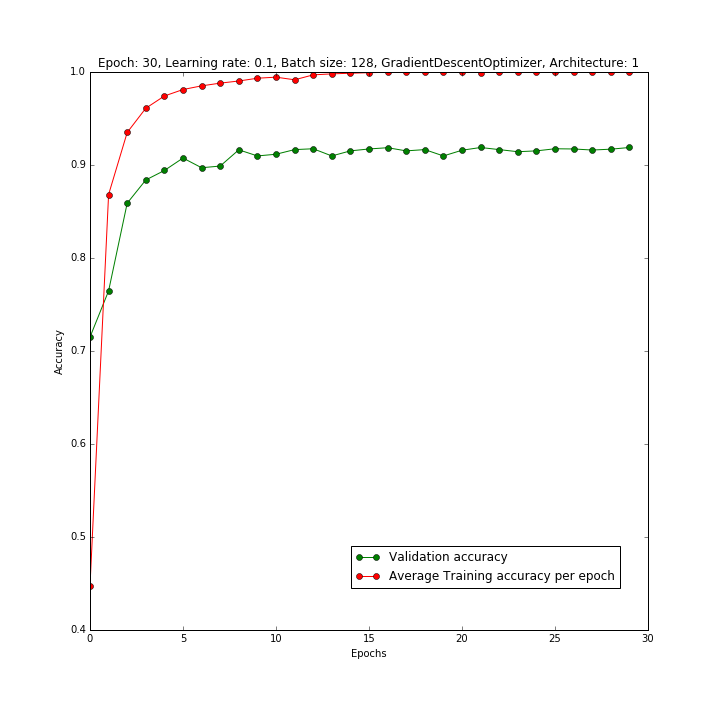 Epoch: 30, Learning rate: 0.1, Batch size: 128, GradientDescentOptimizer, Architecture: 1
1.0
0.9
0.8
0.7
0.6
0.5
0.4
Accuracy
Validation accuracy
Average Training accuracy per epoch
0 5 10 15 20 25 30
Epochs